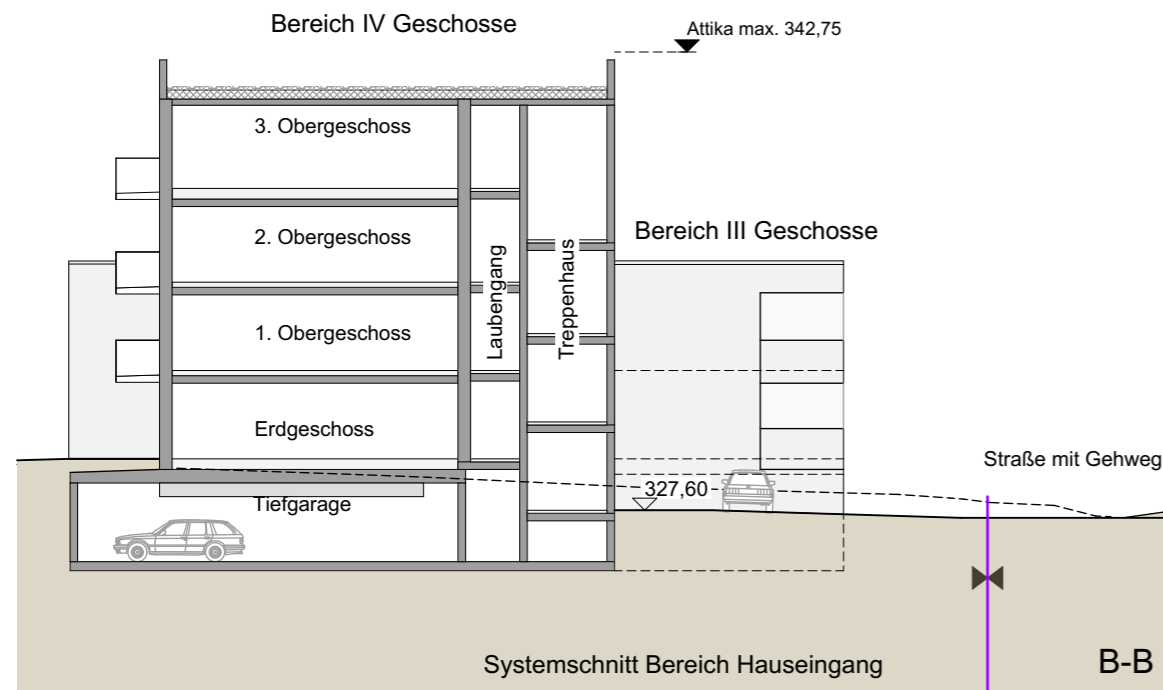 Bereich IV Geschosse
Attika max. 342,75
3. Obergeschoss
2. Obergeschoss
Bereich III Geschosse
Laubengang
Treppenhaus
1. Obergeschoss
Erdgeschoss
Straße mit Gehweg
327,60
Tiefgarage
Systemschnitt Bereich Hauseingang
B-B